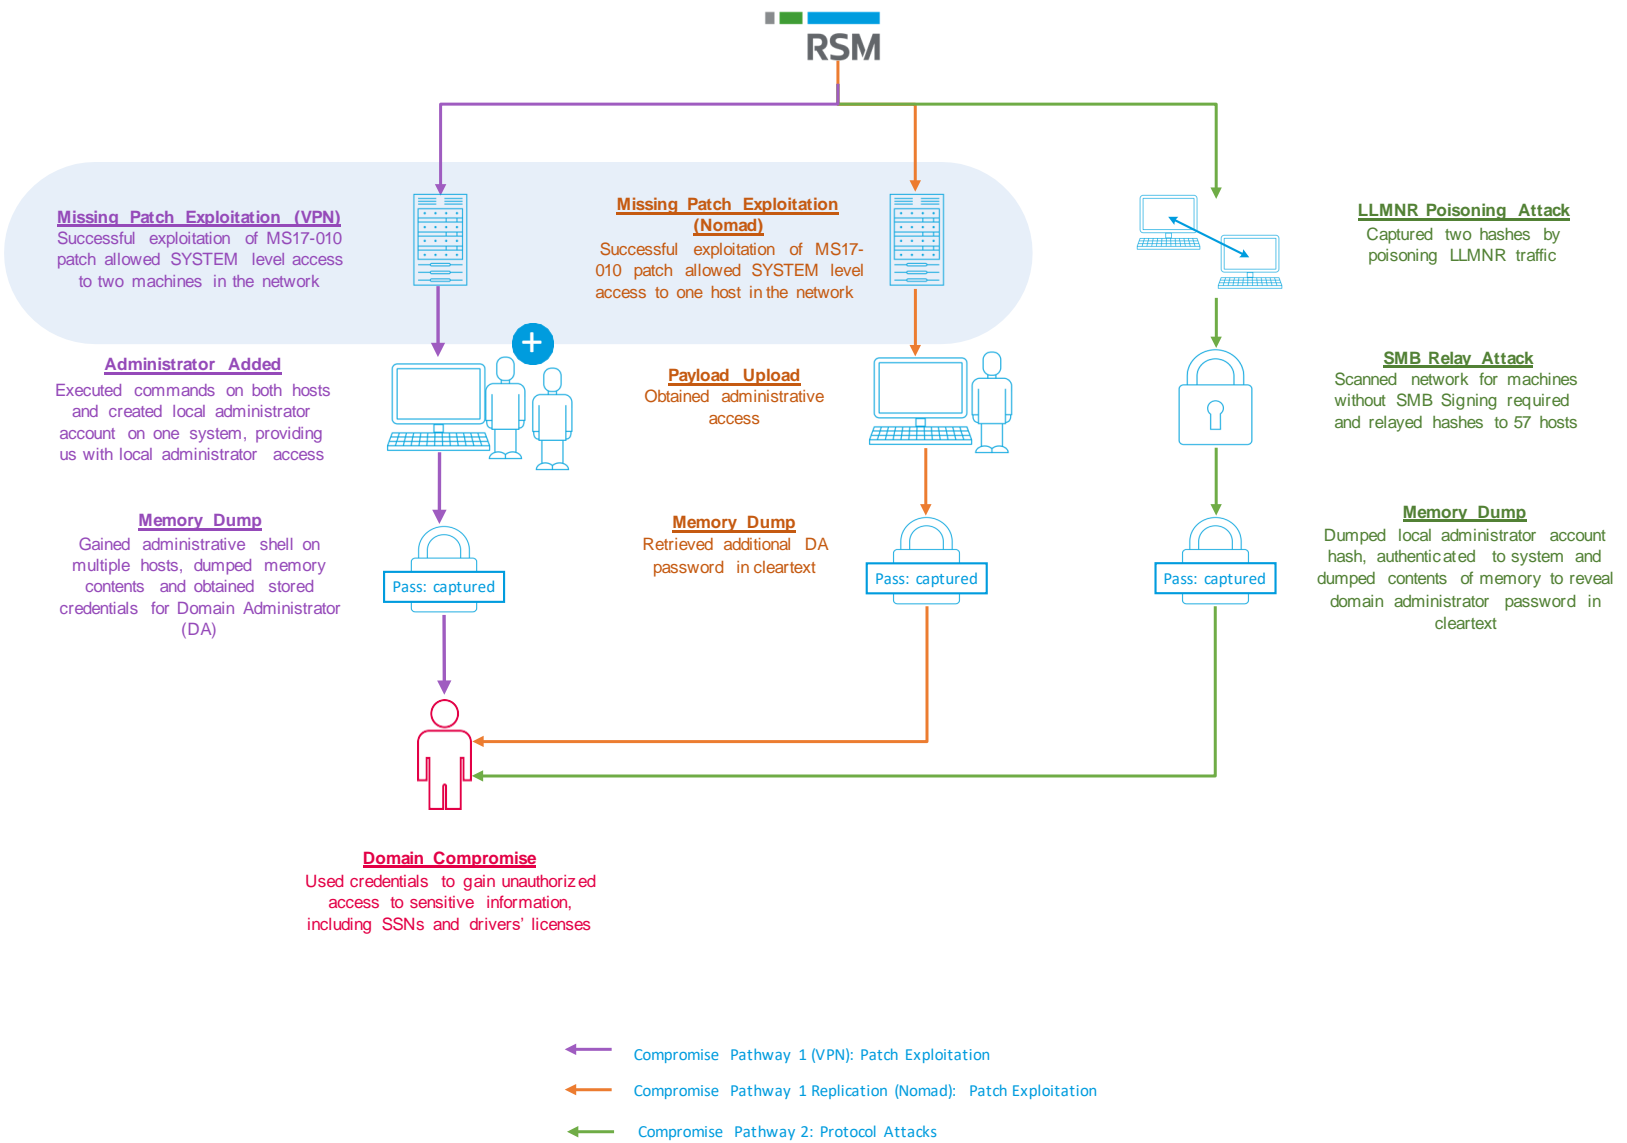 RSM
Missing Patch Exploitation (VPN)
Successful exploitation of MS17-010
patch allowed SYSTEM level access
to two machines in the network
Missing Patch Exploitation
(Nomad)
Successful exploitation of MS17-
010 patch allowed SYSTEM level
access to one host in the network
LLMNR Poisoning Attack
Captured two hashes by
poisoning LLMNR traffic
Administrator Added
Executed commands on both hosts
and created local administrator
account on one system, providing
us with local administrator access
+
Payload Upload
Obtained administrative
access
SMB Relay Attack
Scanned network for machines
without SMB Signing required
and relayed hashes to 57 hosts
Memory Dump
Gained administrative shell on
multiple hosts, dumped memory
contents and obtained stored
credentials for Domain Administrator
(DA)
Pass: captured
Memory Dump
Retrieved additional DA
password in cleartext
Pass: captured
Pass: captured
Memory Dump
Dumped local administrator account
hash, authenticated to system and
dumped contents of memory to reveal
domain administrator password in
cleartext
Domain Compromise
Used credentials to gain unauthorized
access to sensitive information,
including SSNs and drivers’ licenses
Compromise Pathway 1 (VPN): Patch Exploitation
Compromise Pathway 1 Replication (Nomad): Patch Exploitation
Compromise Pathway 2: Protocol Attacks